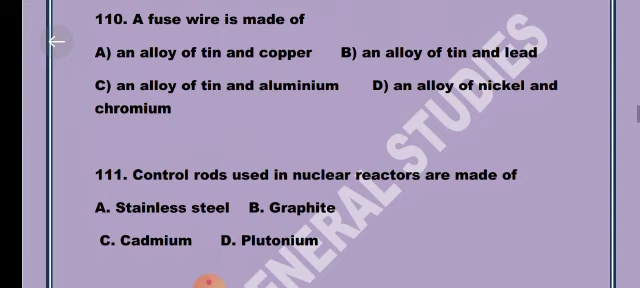 110. A fuse wire is made of
A) an alloy of tin and copper B) an alloy of tin and lead
C) an alloy of tin and aluminium D) an alloy of nickel and
chromium
111. Control rods used in nuclear reactors are made of
A. Stainless steel B. Graphite
C. Cadmium D. Plutonium
ENERAL STUDIES